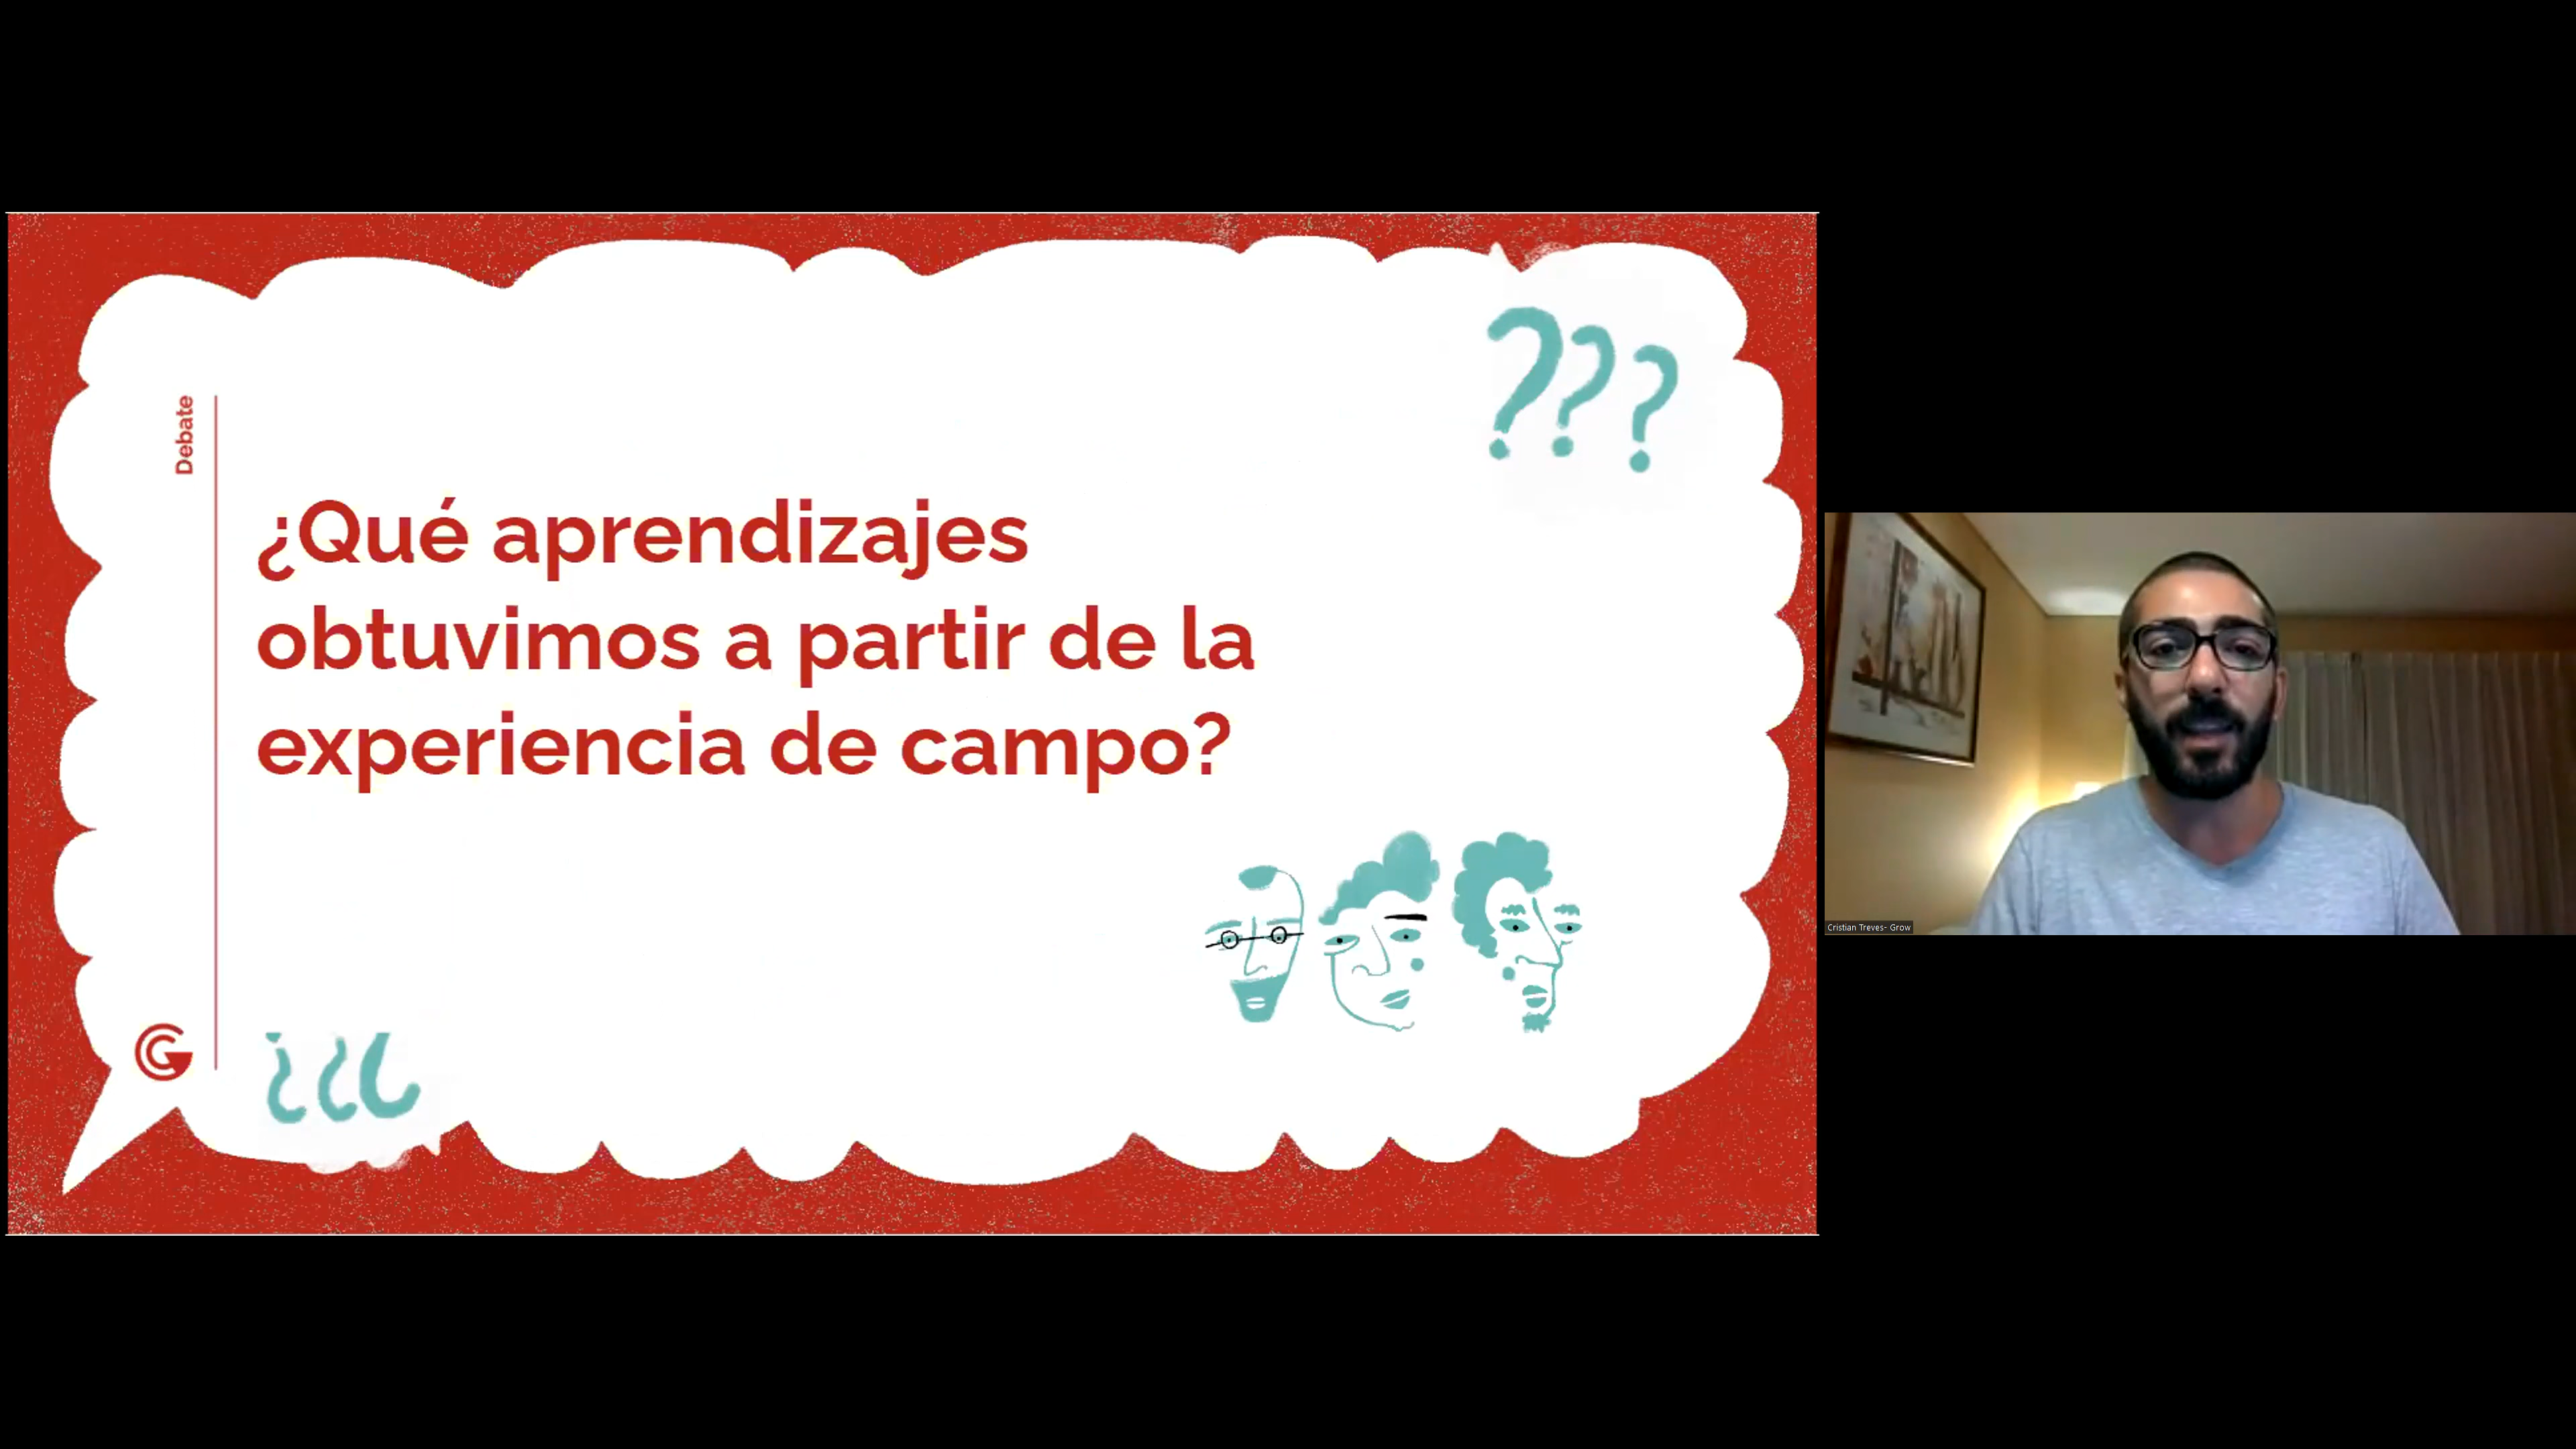 Debate
¿Qué aprendizajes
obtuvimos a partir de la
experiencia de campo?
???
¿¿¿
G
Cristian Treves- Grow